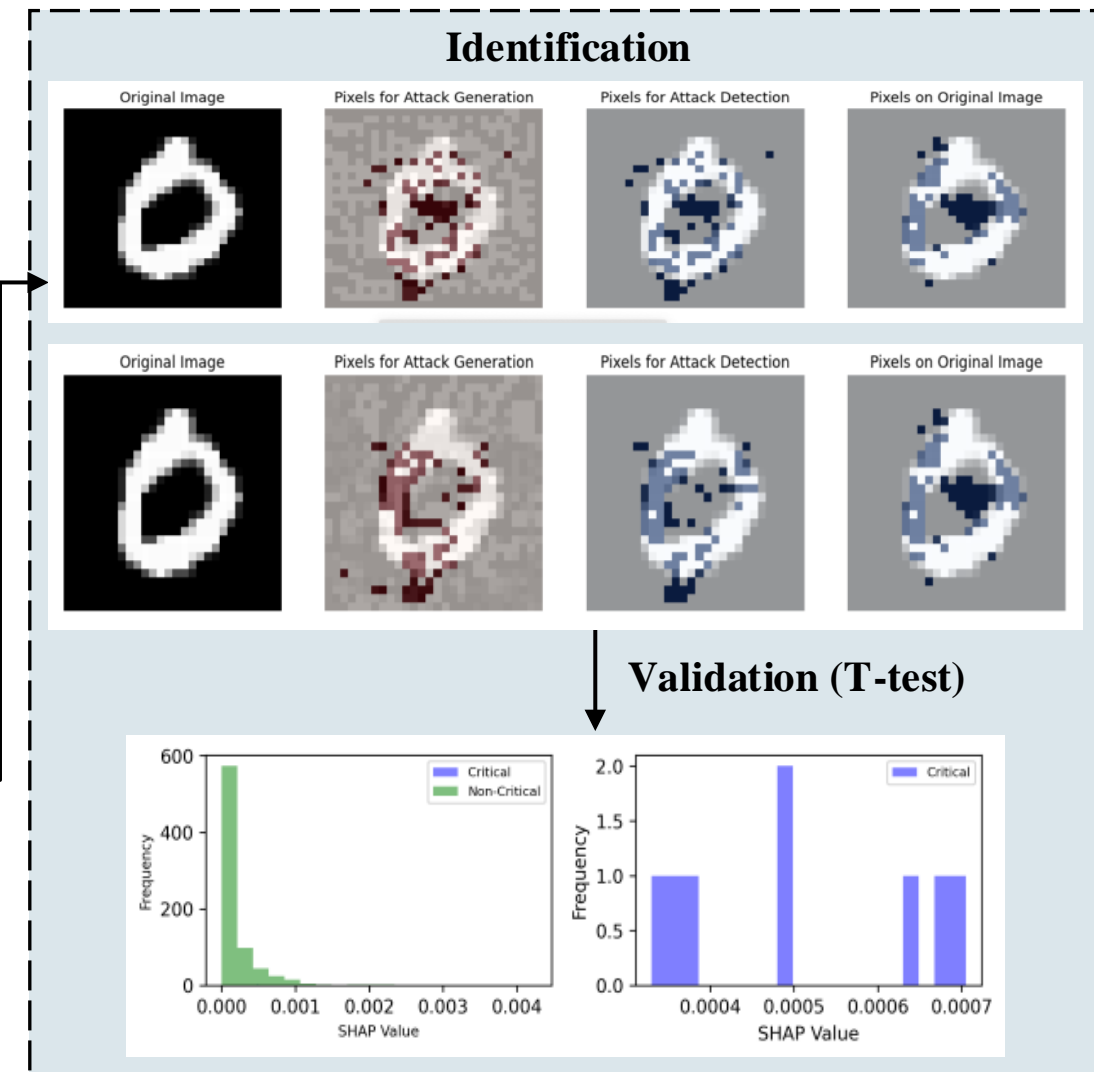 Identification
Original Image
Pixels for Attack Generation
Pixels for Attack Detection
Pixels on Original Image
Original Image
Pixels for Attack Generation
Pixels for Attack Detection
Pixels on Original Image
Validation (T-test)
600
400
200
0
Frequency
Critical
Non-Critical
0.000 0.001 0.002 0.003 0.004
SHAP Value
2.0
1.5
1.0
0.5
0.0
Frequency
Critical
0.0004 0.0005 0.0006 0.0007
SHAP Value